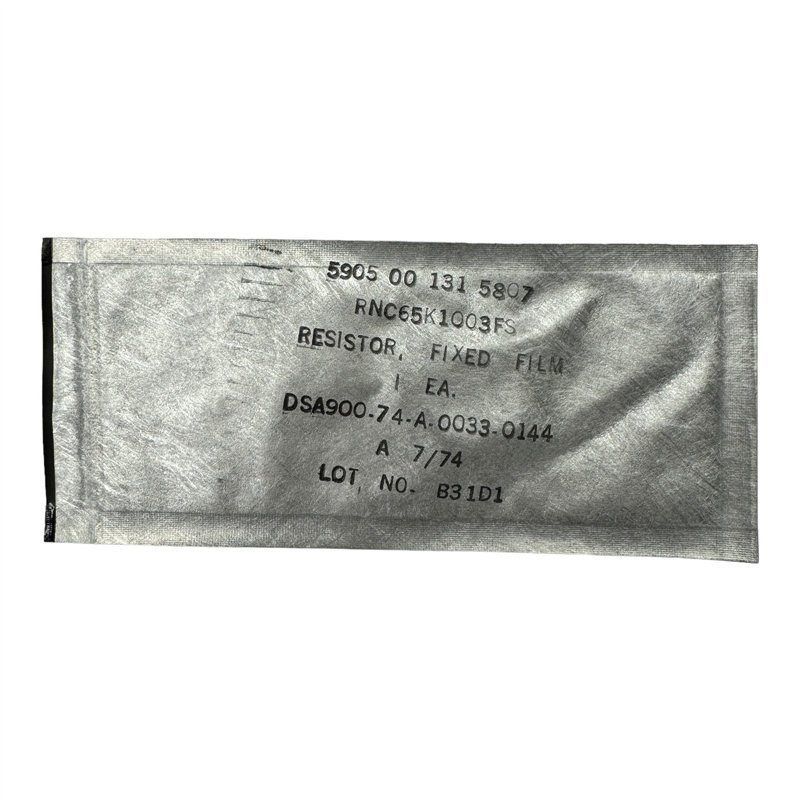 5905 00 131 5807
RNC65K1003FS
RESISTOR, FIXED FILM
1 EA.
DSA900-74-A-0033-0144
A 7/74
LOT NO. B31D1